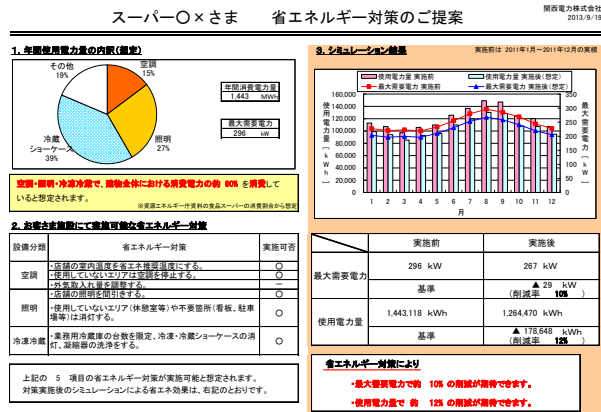 スーパー〇×さま 省エネルギー対策のご提案
関西電力株式会社
2013/9/19
1. 年間使用電力量の内訳(想定)
その他
19%
空調
15%
照明
27%
冷蔵
ショーケース
39%
年間消費電力量
1,443 MWh
最大需要電力
296 kW
空調・照明・冷凍冷蔵で、建物全体における消費電力の約 80% を消費して
いると想定されます。
※資源エネルギー庁資料の食品スーパーの消費割合から想定
2. お客さま施設にて実施可能な省エネルギー対策
設備分類 省エネルギー対策 実施可否
空調
・店舗の室内温度を省エネ推奨温度にする。 〇
・使用していないエリアは空調を停止する。 〇
・外気取入れ量を調整する。 －
照明
・店舗の照明を間引きする。 〇
・使用していないエリア(休憩室等)や不要箇所(看板、駐車
場等)は消灯する。 〇
冷凍冷蔵
・業務用冷蔵庫の台数を限定、冷凍・冷蔵ショーケースの清
灯、凝縮器の洗浄をする。 〇
上記の 5 項目の省エネルギー対策が実施可能と想定されます。
対策実施後のシミュレーションによる省エネ効果は、右記のとおりです。
3. シミュレーション結果
実施前は 2011年1月～2011年12月の実績
使用電力量 実施前 使用電力量 実施後(想定)
最大需要電力 実施前 最大需要電力 実施後(想定)
使用電力量[kWh]
160,000
140,000
120,000
100,000
80,000
60,000
40,000
20,000
0
最大需要電力[kW]
350
300
250
200
150
100
50
0
1 2 3 4 5 6 7 8 9 10 11 12
月
実施前 実施後
最大需要電力
296 kW 267 kW
基準 ▲ 29 kW
(削減率 10% )
使用電力量
1,443,118 kWh 1,264,470 kWh
基準 ▲ 178,648 kWh
(削減率 12% )
省エネルギー対策により
・最大需要電力で約 10% の削減が期待できます。
・使用電力量で 約 12% の削減が期待できます。